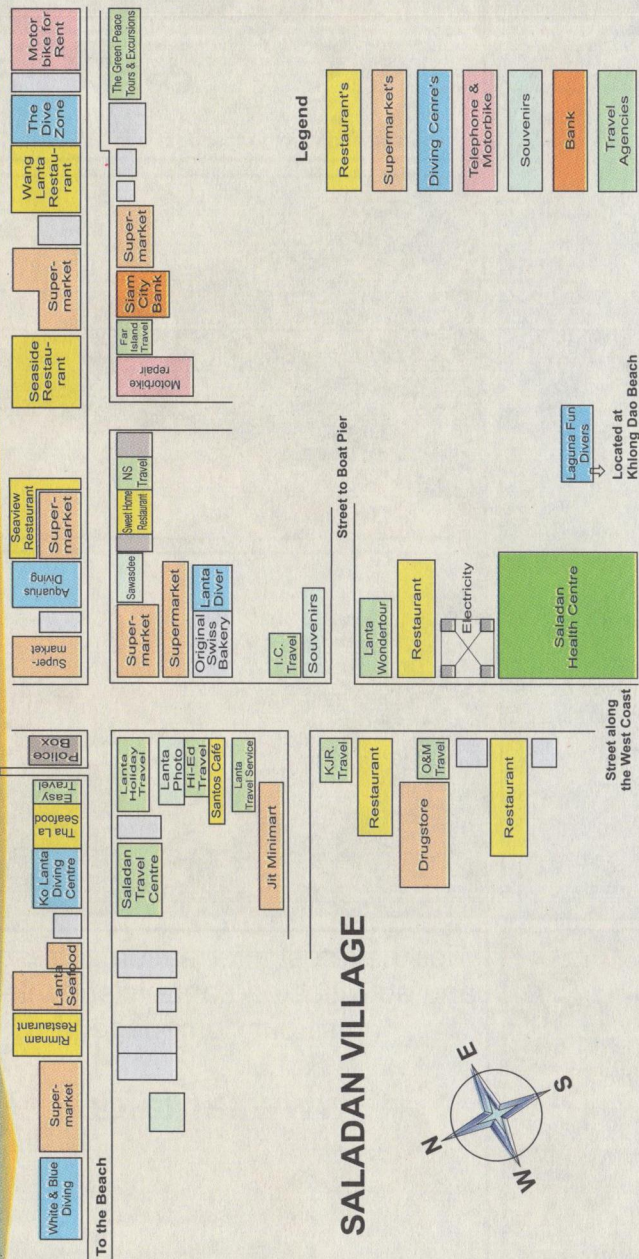 White & Blue
Diving
Super-
market
Rimnam
Restaurant
Lanta
Seafood
Ko Lanta
Diving
Centre
Tha La
Seafood
Easy
Travel
Police
Box
Super-
market
Aquarius
Diving
Seaview
Restaurant
Super-
market
Seaside
Restau-
rant
Super-
market
Wang
Lanta
Restau-
rant
The
Dive
Zone
Motor
bike for
Rent
To the Beach
Saladan
Travel
Centre
Lanta
Holiday
Travel
Lanta
Photo
Hi-Ed
Travel
Santos Café
Lanta
Travel Service
Jit Minimart
Super-
market
Sawasdee
Sweet Home
Restaurant
NS
Travel
Supermarket
Original
Swiss
Bakery
Lanta
Diver
I.C.
Travel
Souvenirs
Motorbike
repair
Far
Island
Travel
Siam
City
Bank
Super-
market
The Green Peace
Tours & Excursions
Street to Boat Pier
SALADAN VILLAGE
N
E
S
W
KJR.
Travel
Restaurant
Drugstore
O&M
Travel
Restaurant
Street along
the West Coast
Lanta
Wondertour
Restaurant
Electricity
Saladan
Health Centre
Laguna Fun
Divers
Located at
Khlong Dao Beach
Legend
Restaurant's
Supermarket's
Diving Cenre's
Telephone &
Motorbike
Souvenirs
Bank
Travel
Agencies